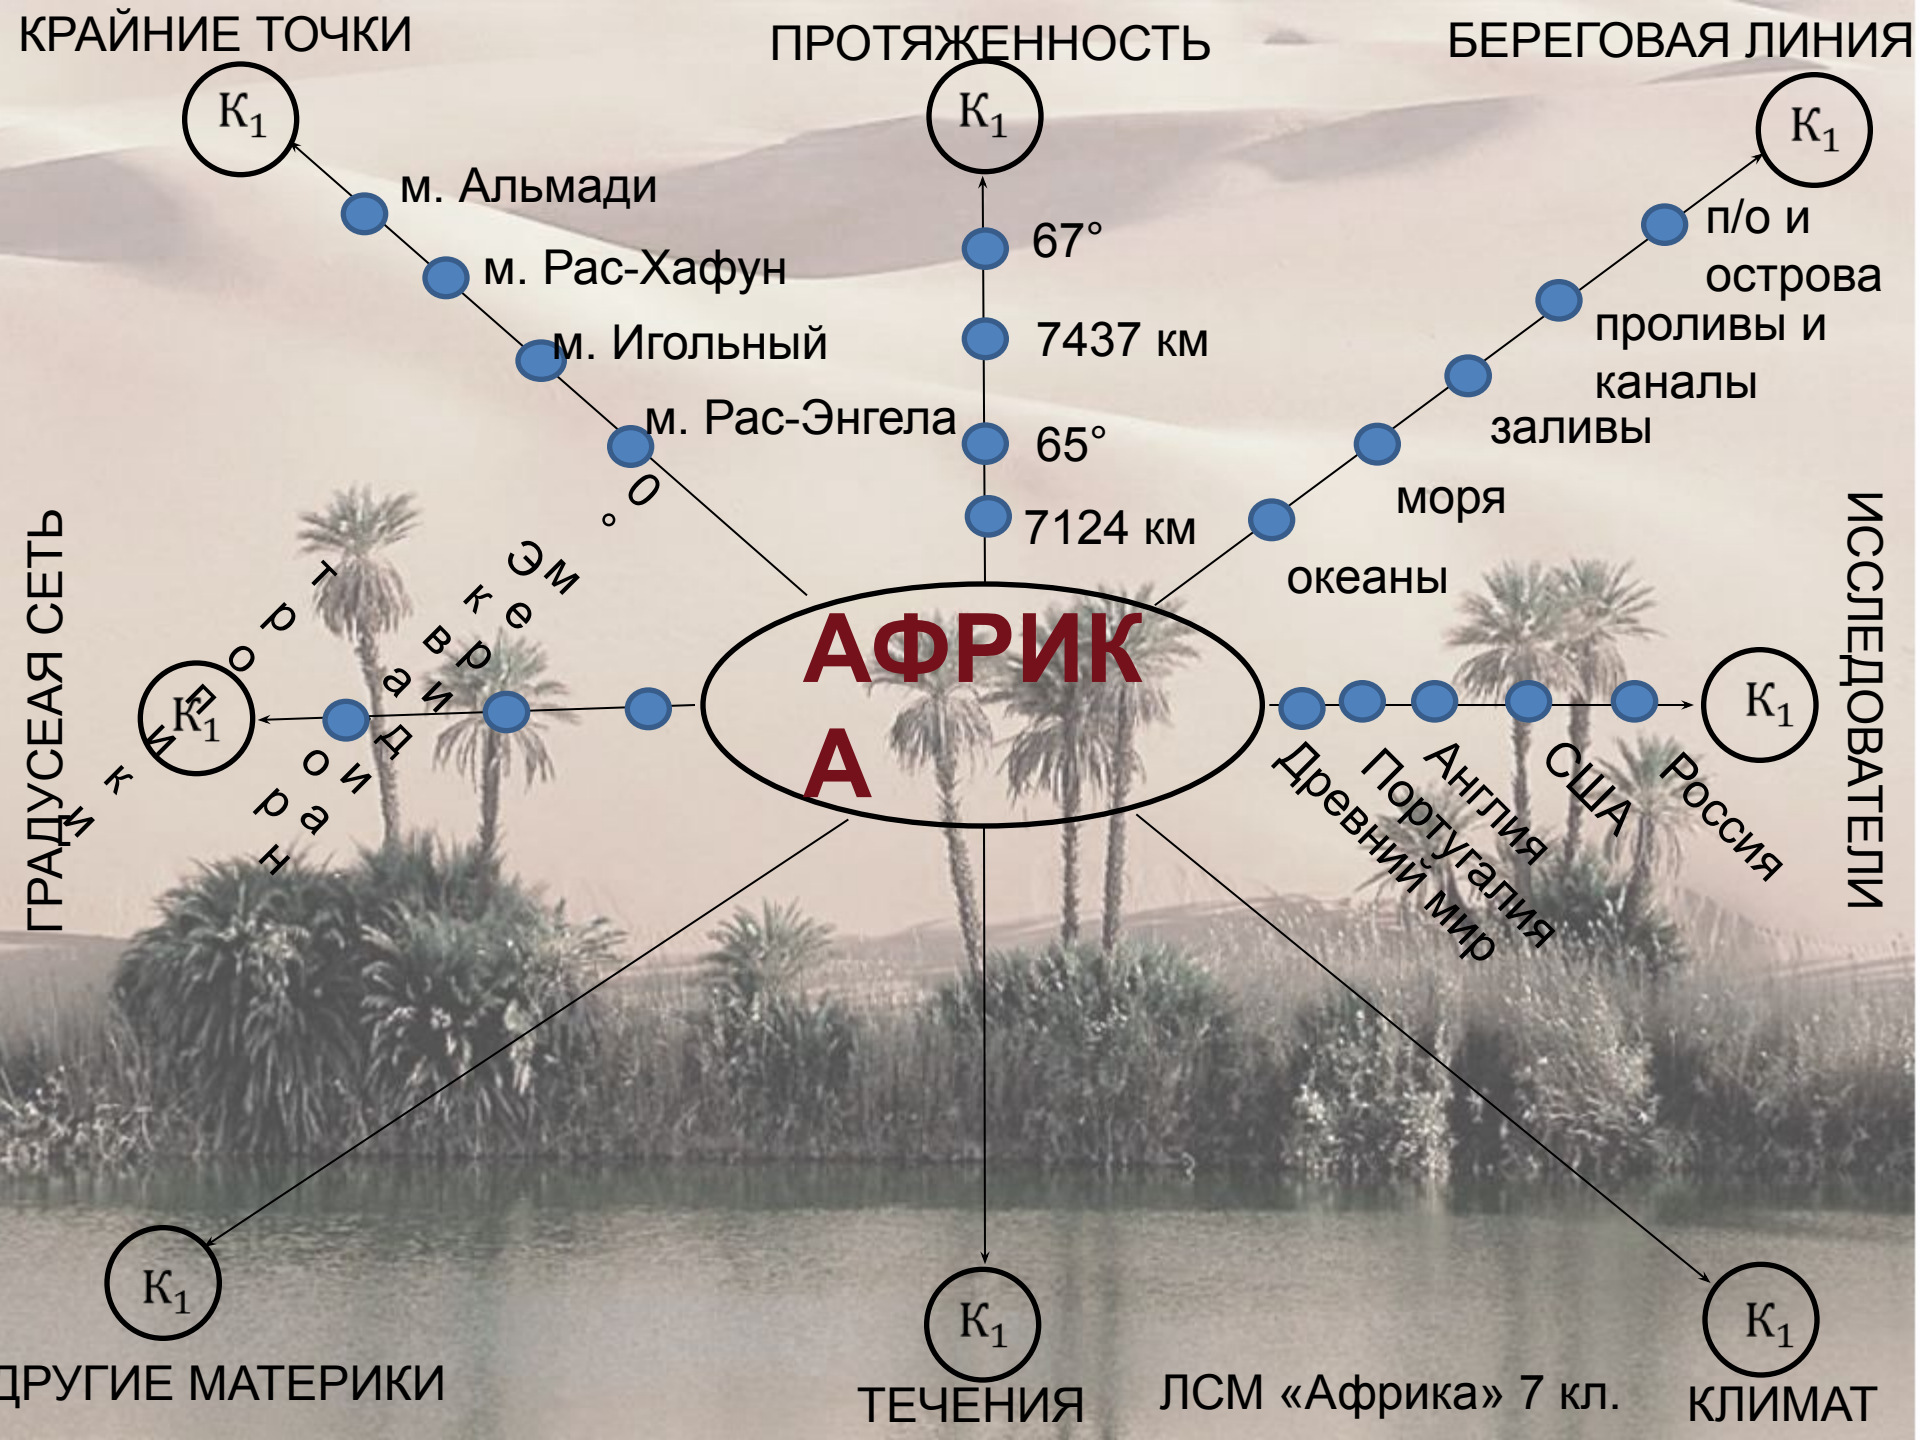 КРАЙНИЕ ТОЧКИ
ПРОТЯЖЕННОСТЬ
БЕРЕГОВАЯ ЛИНИЯ
К₁
К₁
К₁
м. Альмади
м. Рас-Хафун
м. Игольный
м. Рас-Энгела
67°
7437 км
65°
7124 км
п/о и
острова
проливы и
каналы
заливы
моря
океаны
ГРАДУСЕАЯ СЕТЬ
К₁
тропики
Экватор
0° меридиан
АФРИК
А
Древний мир
Португалия
Англия
США
Россия
К₁
ИССЛЕДОВАТЕЛИ
К₁
К₁
К₁
ДРУГИЕ МАТЕРИКИ
ТЕЧЕНИЯ
ЛСМ «Африка» 7 кл.
КЛИМАТ